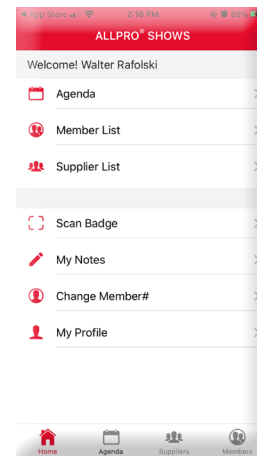 App Store 2:16 PM 89%
ALLPRO® SHOWS
Welcome! Walter Rafolski
Agenda
Member List
Supplier List
Scan Badge
My Notes
Change Member#
My Profile
Home Agenda Suppliers Members